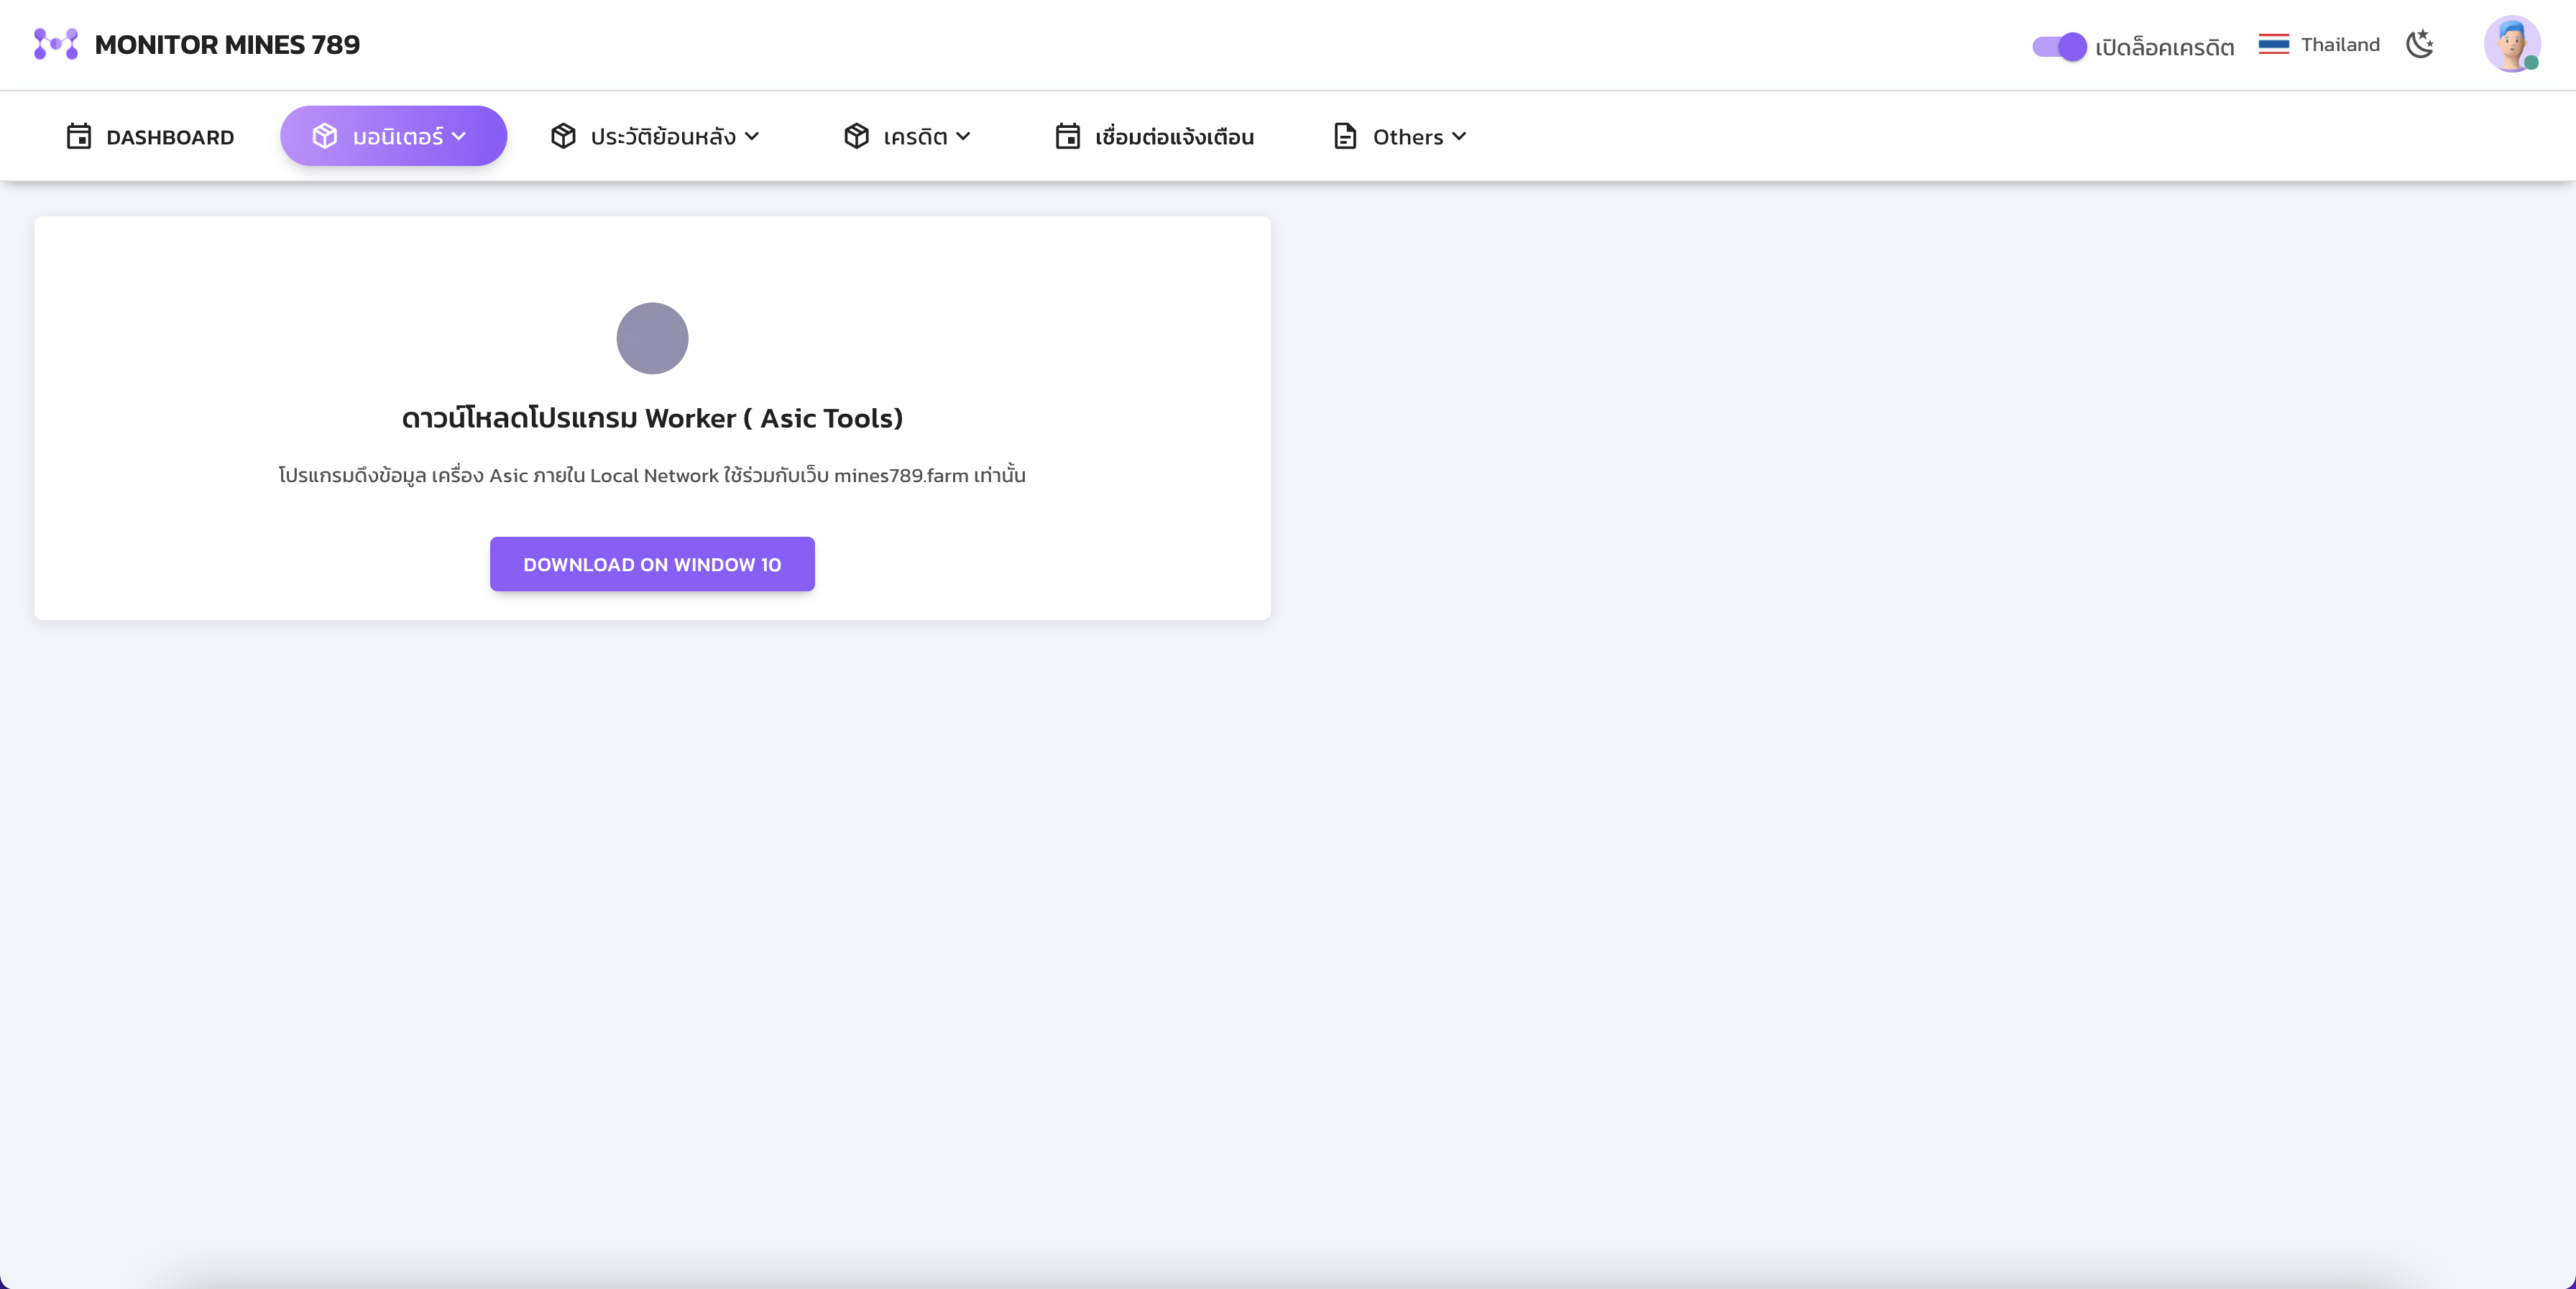 MONITOR MINES 789
เปิดล็อคเครดิต
Thailand
DASHBOARD
มอนิเตอร์
ประวัติย้อนหลัง
เครดิต
เชื่อมต่อแจ้งเตือน
Others
ดาวน์โหลดโปรแกรม Worker ( Asic Tools)
โปรแกรมดึงข้อมูล เครื่อง Asic ภายใน Local Network ใช้ร่วมกับเว็บ mines789.farm เท่านั้น
DOWNLOAD ON WINDOW 10